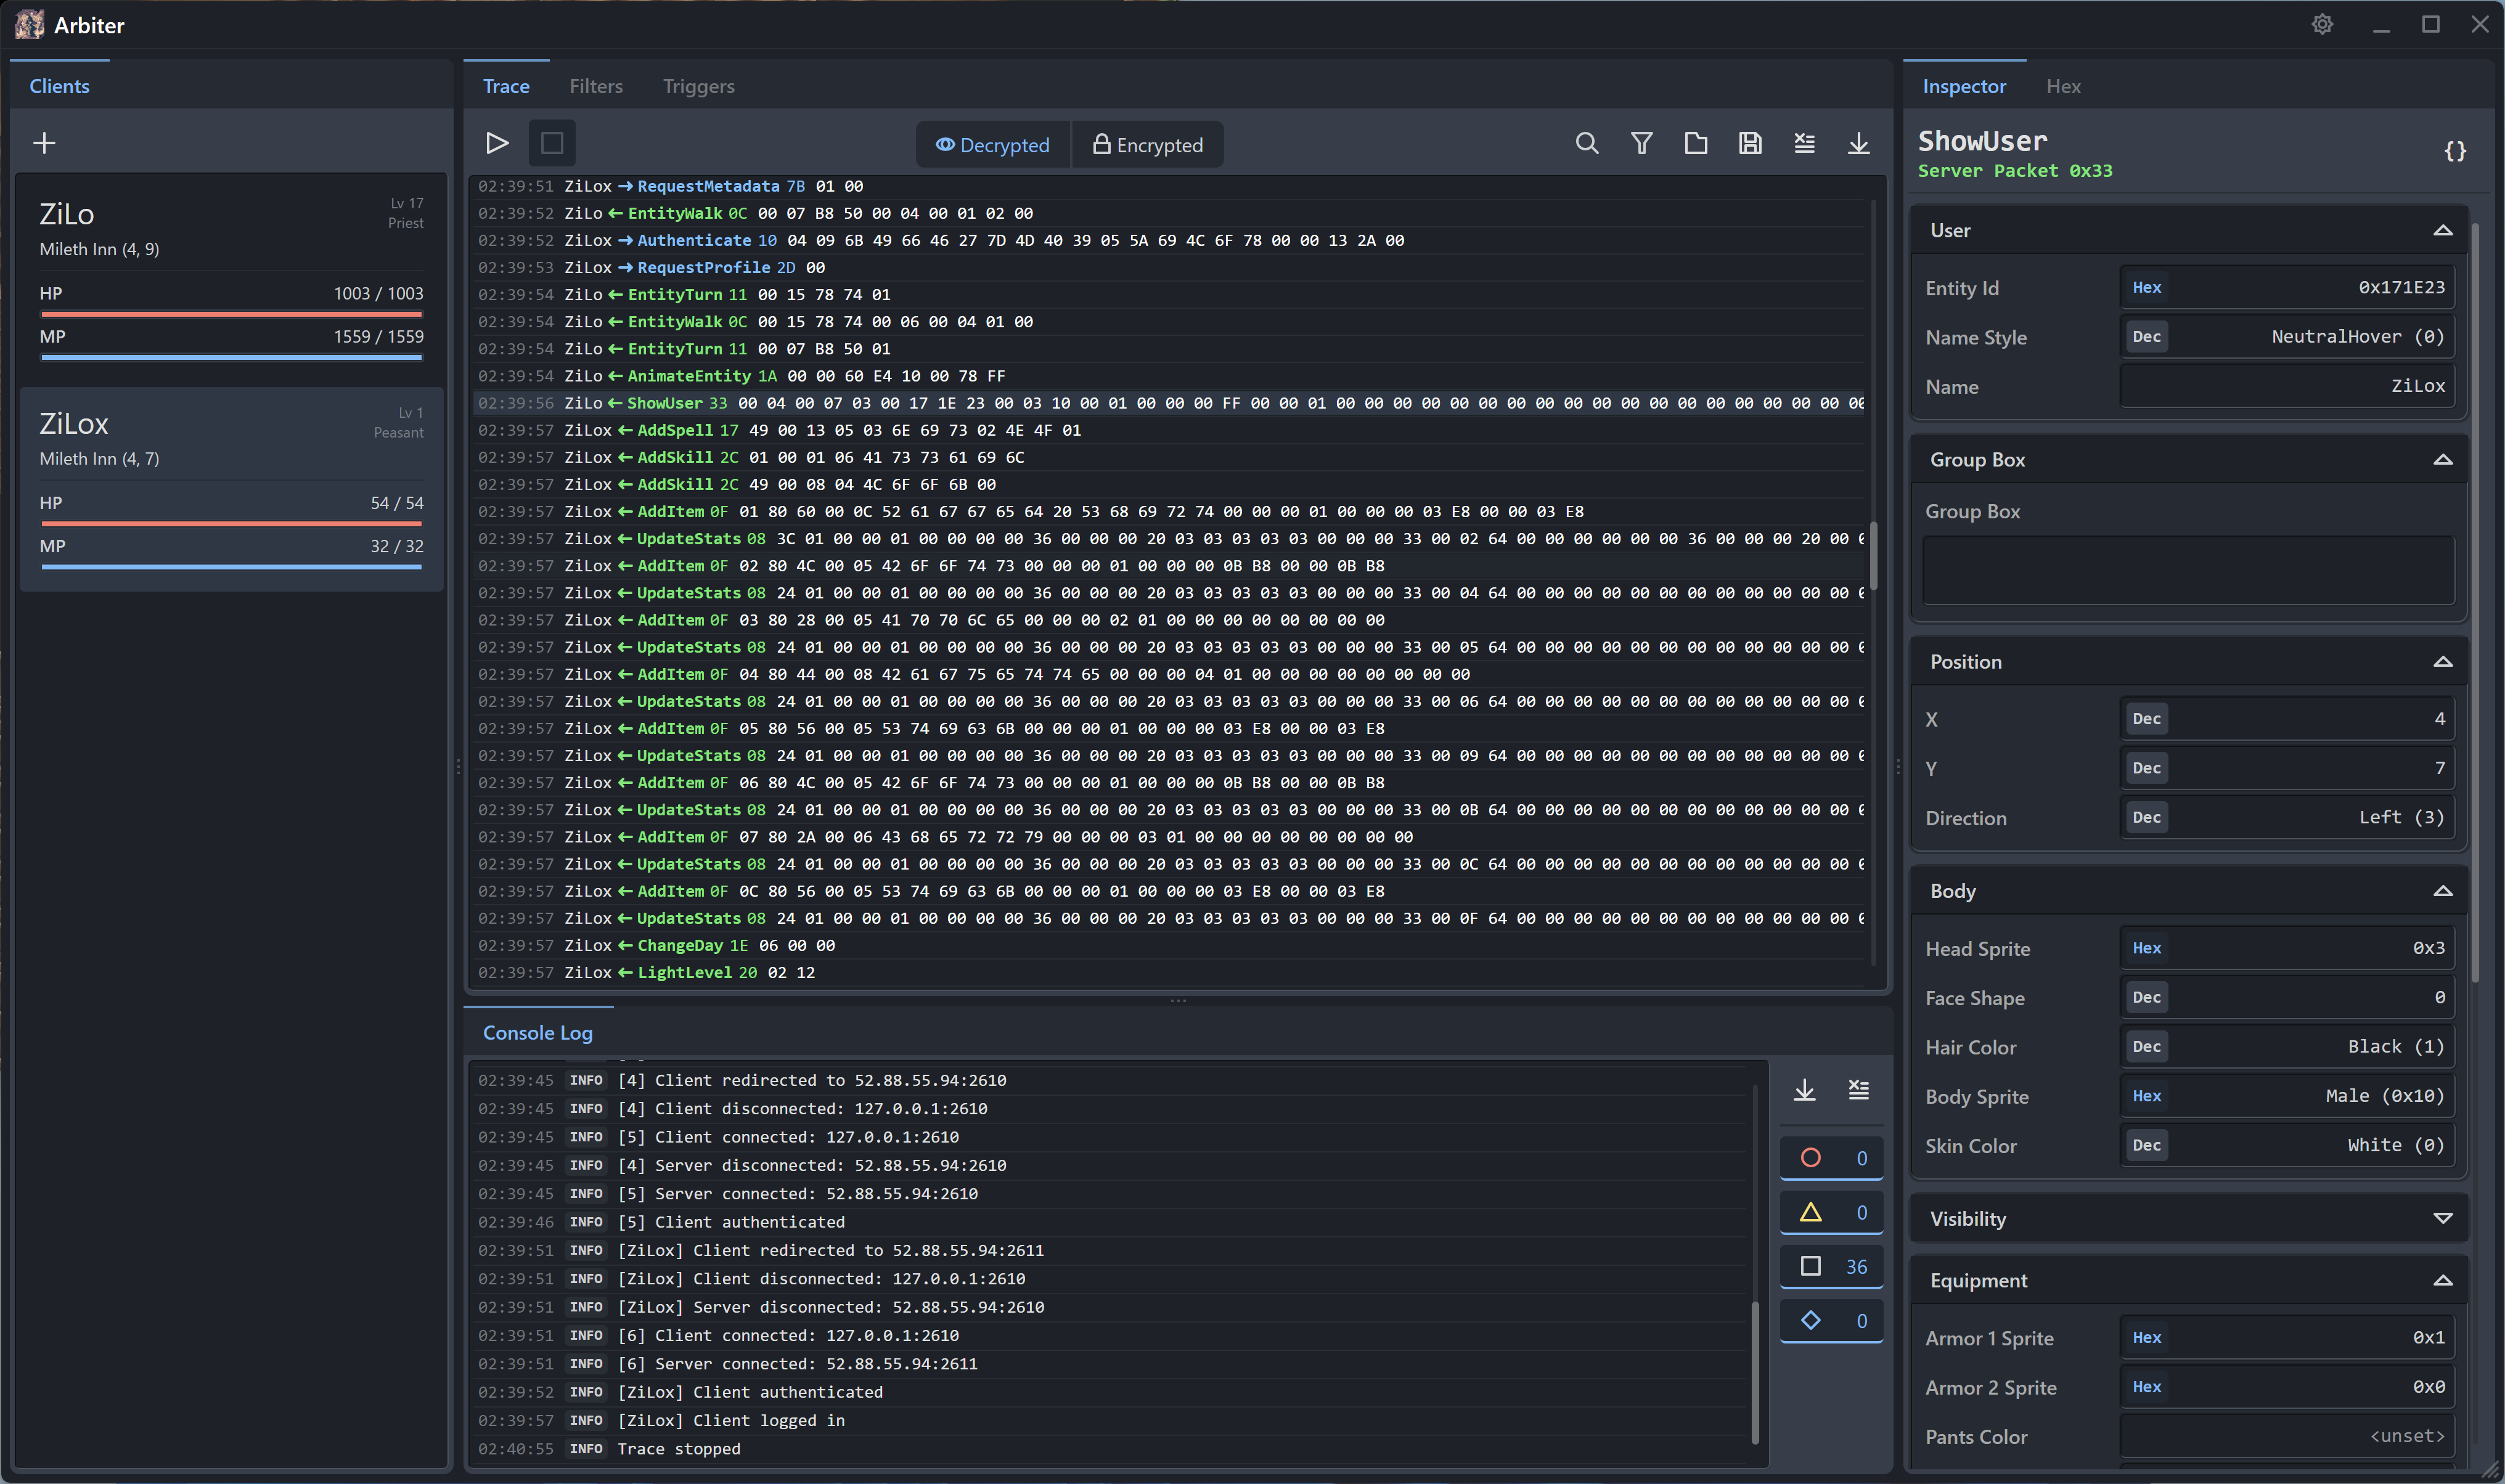 Arbiter
Clients
ZiLo
Lv 17
Priest
Mileth Inn (4, 9)
HP 1003 / 1003
MP 1559 / 1559
ZiLox
Lv 1
Peasant
Mileth Inn (4, 7)
HP 54 / 54
MP 32 / 32
Trace Filters Triggers
Decrypted Encrypted
02:39:51 ZiLox → RequestMetadata 7B 01 00
02:39:52 ZiLo ← EntityWalk 0C 00 07 B8 50 00 04 00 01 02 00
02:39:52 ZiLox → Authenticate 10 04 09 6B 49 66 46 27 7D 4D 40 39 05 5A 69 4C 6F 78 00 00 13 2A 00
02:39:53 ZiLox → RequestProfile 2D 00
02:39:54 ZiLo ← EntityTurn 11 00 15 78 74 01
02:39:54 ZiLo ← EntityWalk 0C 00 15 78 74 00 06 00 04 01 00
02:39:54 ZiLo ← EntityTurn 11 00 07 B8 50 01
02:39:54 ZiLo ← AnimateEntity 1A 00 00 60 E4 10 00 78 FF
02:39:56 ZiLo ← ShowUser 33 00 04 00 07 03 00 17 1E 23 00 03 10 00 01 00 00 00 FF 00 00 01 00 00 00 00 00 00 00 00 00 00 00 00 00 00 00 00 00 00
02:39:57 ZiLox ← AddSpell 17 49 00 13 05 03 6E 69 73 02 4E 4F 01
02:39:57 ZiLox ← AddSkill 2C 01 00 01 06 41 73 73 61 69 6C
02:39:57 ZiLox ← AddSkill 2C 49 00 08 04 4C 6F 6F 6B 00
02:39:57 ZiLox ← AddItem 0F 01 80 60 00 0C 52 61 67 67 65 64 20 53 68 69 72 74 00 00 00 01 00 00 00 03 E8 00 00 03 E8
02:39:57 ZiLox ← UpdateStats 08 3C 01 00 00 01 00 00 00 00 36 00 00 00 20 03 03 03 03 03 00 00 00 33 00 02 64 00 00 00 00 00 00 36 00 00 00 20 00
02:39:57 ZiLox ← AddItem 0F 02 80 4C 00 05 42 6F 6F 74 73 00 00 00 01 00 00 00 0B B8 00 00 0B B8
02:39:57 ZiLox ← UpdateStats 08 24 01 00 00 01 00 00 00 00 36 00 00 00 20 03 03 03 03 03 00 00 00 33 00 04 64 00 00 00 00 00 00 00 00 00 00 00
02:39:57 ZiLox ← AddItem 0F 03 80 28 00 05 41 70 70 6C 65 00 00 00 02 01 00 00 00 00 00 00 00 00
02:39:57 ZiLox ← UpdateStats 08 24 01 00 00 01 00 00 00 00 36 00 00 00 20 03 03 03 03 03 00 00 00 33 00 05 64 00 00 00 00 00 00 00 00 00 00 00
02:39:57 ZiLox ← AddItem 0F 04 80 44 00 08 42 61 67 75 65 74 74 65 00 00 00 04 01 00 00 00 00 00 00 00 00
02:39:57 ZiLox ← UpdateStats 08 24 01 00 00 01 00 00 00 00 36 00 00 00 20 03 03 03 03 03 00 00 00 33 00 06 64 00 00 00 00 00 00 00 00 00 00 00
02:39:57 ZiLox ← AddItem 0F 05 80 56 00 05 53 74 69 63 6B 00 00 00 01 00 00 00 03 E8 00 00 03 E8
02:39:57 ZiLox ← UpdateStats 08 24 01 00 00 01 00 00 00 00 36 00 00 00 20 03 03 03 03 03 00 00 00 33 00 09 64 00 00 00 00 00 00 00 00 00 00 00
02:39:57 ZiLox ← AddItem 0F 06 80 4C 00 05 42 6F 6F 74 73 00 00 00 01 00 00 00 0B B8 00 00 0B B8
02:39:57 ZiLox ← UpdateStats 08 24 01 00 00 01 00 00 00 00 36 00 00 00 20 03 03 03 03 03 00 00 00 33 00 0B 64 00 00 00 00 00 00 00 00 00 00 00
02:39:57 ZiLox ← AddItem 0F 07 80 2A 00 06 43 68 65 72 72 79 00 00 00 03 01 00 00 00 00 00 00 00 00
02:39:57 ZiLox ← UpdateStats 08 24 01 00 00 01 00 00 00 00 36 00 00 00 20 03 03 03 03 03 00 00 00 33 00 0C 64 00 00 00 00 00 00 00 00 00 00 00
02:39:57 ZiLox ← AddItem 0F 0C 80 56 00 05 53 74 69 63 6B 00 00 00 01 00 00 00 03 E8 00 00 03 E8
02:39:57 ZiLox ← UpdateStats 08 24 01 00 00 01 00 00 00 00 36 00 00 00 20 03 03 03 03 03 00 00 00 33 00 0F 64 00 00 00 00 00 00 00 00 00 00 00
02:39:57 ZiLox ← ChangeDay 1E 06 00 00
02:39:57 ZiLox ← LightLevel 20 02 12
Console Log
02:39:45 INFO [4] Client redirected to 52.88.55.94:2610
02:39:45 INFO [4] Client disconnected: 127.0.0.1:2610
02:39:45 INFO [5] Client connected: 127.0.0.1:2610
02:39:45 INFO [4] Server disconnected: 52.88.55.94:2610
02:39:45 INFO [5] Server connected: 52.88.55.94:2610
02:39:46 INFO [5] Client authenticated
02:39:51 INFO [ZiLox] Client redirected to 52.88.55.94:2611
02:39:51 INFO [ZiLox] Client disconnected: 127.0.0.1:2610
02:39:51 INFO [ZiLox] Server disconnected: 52.88.55.94:2610
02:39:51 INFO [6] Client connected: 127.0.0.1:2610
02:39:51 INFO [6] Server connected: 52.88.55.94:2611
02:39:52 INFO [ZiLox] Client authenticated
02:39:57 INFO [ZiLox] Client logged in
02:40:55 INFO Trace stopped
0
0
36
0
Inspector Hex
ShowUser
Server Packet 0x33
{}
User
Entity Id Hex 0x171E23
Name Style Dec NeutralHover (0)
Name ZiLox
Group Box
Group Box
Position
X Dec 4
Y Dec 7
Direction Dec Left (3)
Body
Head Sprite Hex 0x3
Face Shape Dec 0
Hair Color Dec Black (1)
Body Sprite Hex Male (0x10)
Skin Color Dec White (0)
Visibility
Equipment
Armor 1 Sprite Hex 0x1
Armor 2 Sprite Hex 0x0
Pants Color <unset>